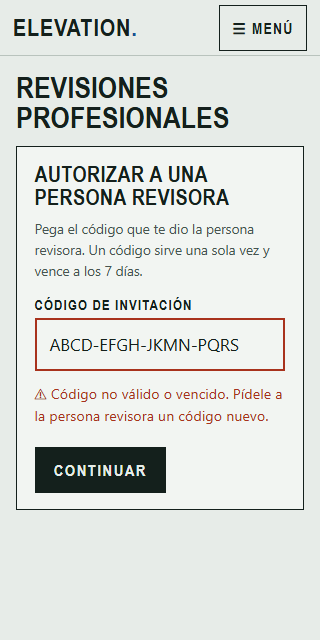 ELEVATION.
☰ MENÚ
REVISIONES
PROFESIONALES
AUTORIZAR A UNA
PERSONA REVISORA
Pega el código que te dio la persona
revisora. Un código sirve una sola vez y
vence a los 7 días.
CÓDIGO DE INVITACIÓN
ABCD-EFGH-JKMN-PQRS
⚠ Código no válido o vencido. Pídele a
la persona revisora un código nuevo.
CONTINUAR